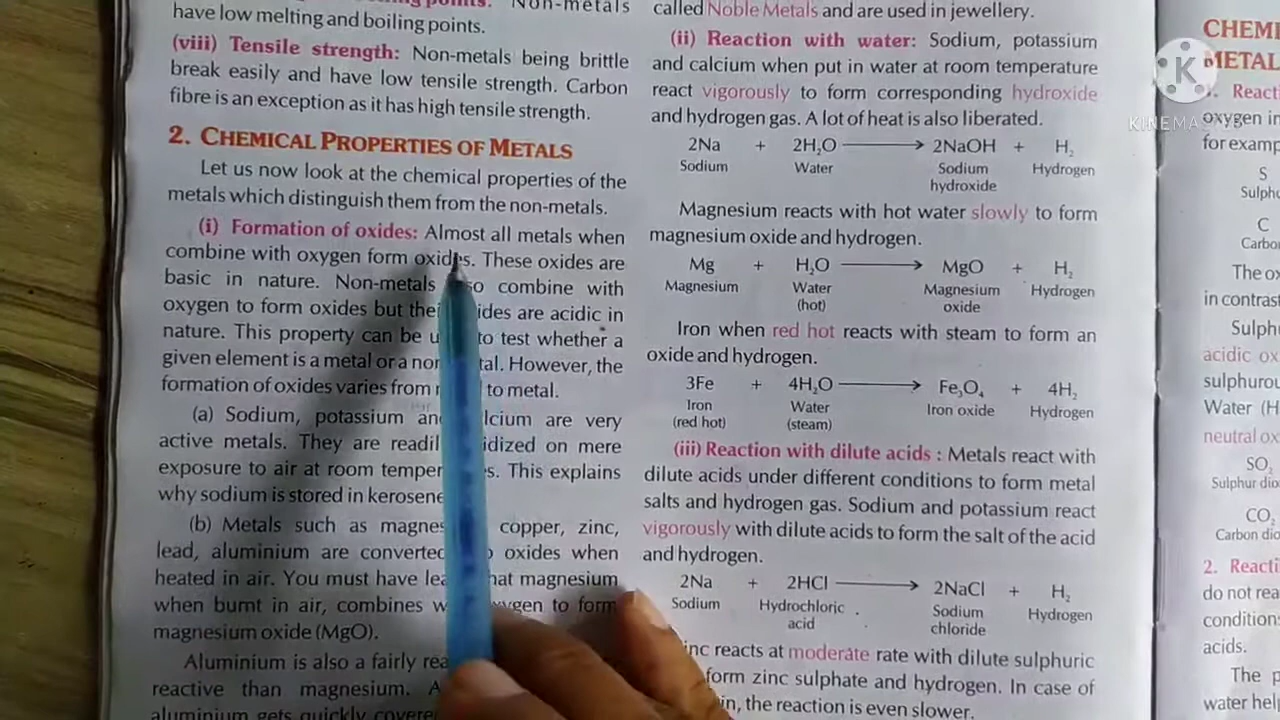 Non-metals
have low melting and boiling points.
(viii) Tensile strength: Non-metals being brittle
break easily and have low tensile strength. Carbon
fibre is an exception as it has high tensile strength.
2. CHEMICAL PROPERTIES OF METALS
Let us now look at the chemical properties of the
metals which distinguish them from the non-metals.
(i) Formation of oxides: Almost all metals when
combine with oxygen form oxides. These oxides are
basic in nature. Non-metals so combine with
oxygen to form oxides but ides are acidic in
nature. This property can be to test whether a
given element is a metal or a tal. However, the
formation of oxides varies from to metal.
(a) Sodium, potassium lcium are very
active metals. They are idized on mere
exposure to air at room s. This explains
why sodium is stored in kerosene
(b) Metals such as copper, zinc,
lead, aluminium are converted oxides when
heated in air. You must have hat magnesium
when burnt in air, combines to form
magnesium oxide (MgO).
Aluminium is also a fairly
reactive than magnesium.
aluminium gets quickly
called Noble Metals and are used in jewellery.
(ii) Reaction with water: Sodium, potassium
and calcium when put in water at room temperature
react vigorously to form corresponding hydroxide
and hydrogen gas. A lot of heat is also liberated.
2Na + 2H₂O ⟶ 2NaOH + H₂
Sodium Water Sodium Hydrogen
hydroxide
Magnesium reacts with hot water slowly to form
magnesium oxide and hydrogen.
Mg + H₂O ⟶ MgO + H₂
Magnesium Water Magnesium Hydrogen
(hot) oxide
Iron when red hot reacts with steam to form an
oxide and hydrogen.
3Fe + 4H₂O ⟶ Fe₃O₄ + 4H₂
Iron Water Iron oxide Hydrogen
(red hot) (steam)
(iii) Reaction with dilute acids : Metals react with
dilute acids under different conditions to form metal
salts and hydrogen gas. Sodium and potassium react
vigorously with dilute acids to form the salt of the acid
and hydrogen.
2Na + 2HCl ⟶ 2NaCl + H₂
Sodium Hydrochloric Sodium Hydrogen
acid chloride
inc reacts at moderate rate with dilute sulphuric
form zinc sulphate and hydrogen. In case of
the reaction is even slower.
CHEMI
METAL
K
KINEMA
oxygen in
for examp
S
Sulph
C
Carbo
The ox
in contras
Sulph
acidic ox
sulphurou
Water (H
neutral ox
SO₂
Sulphur dio
CO₂
Carbon dio
2. Reacti
do not rea
condition
acids.
The p
water hel